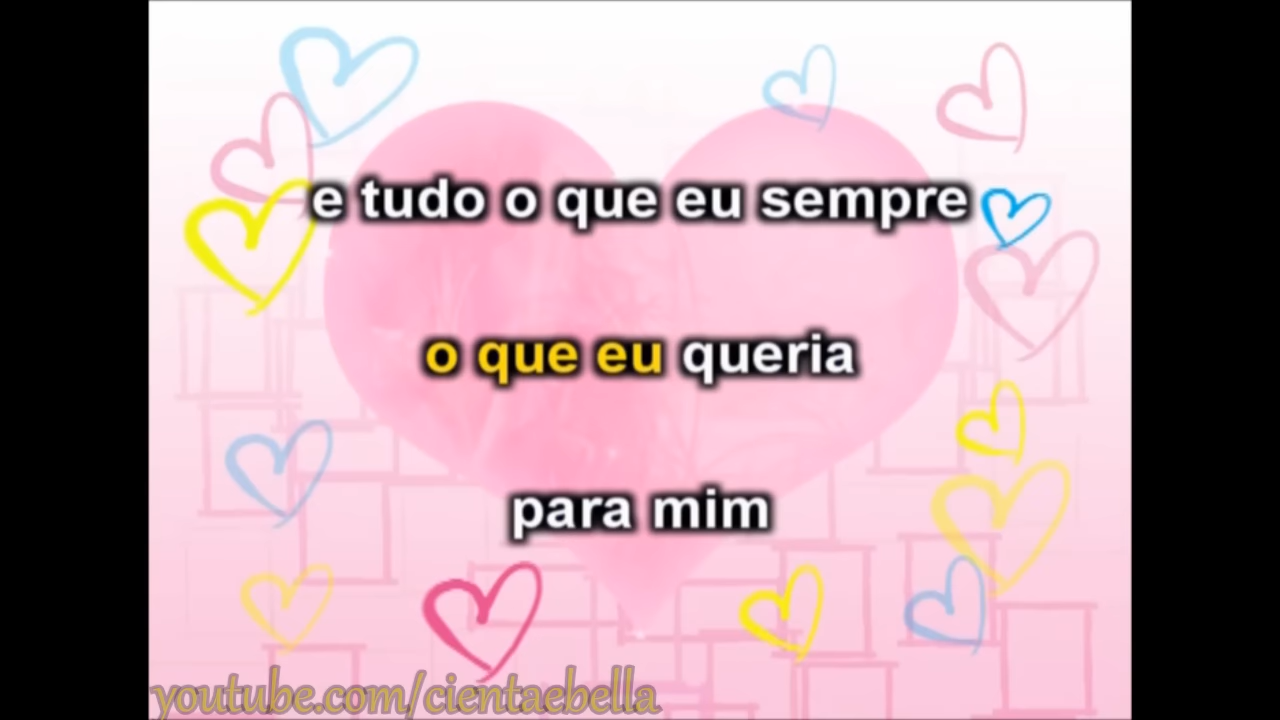 e tudo o que eu sempre
o que eu queria
para mim
youtube.com/cientaebella